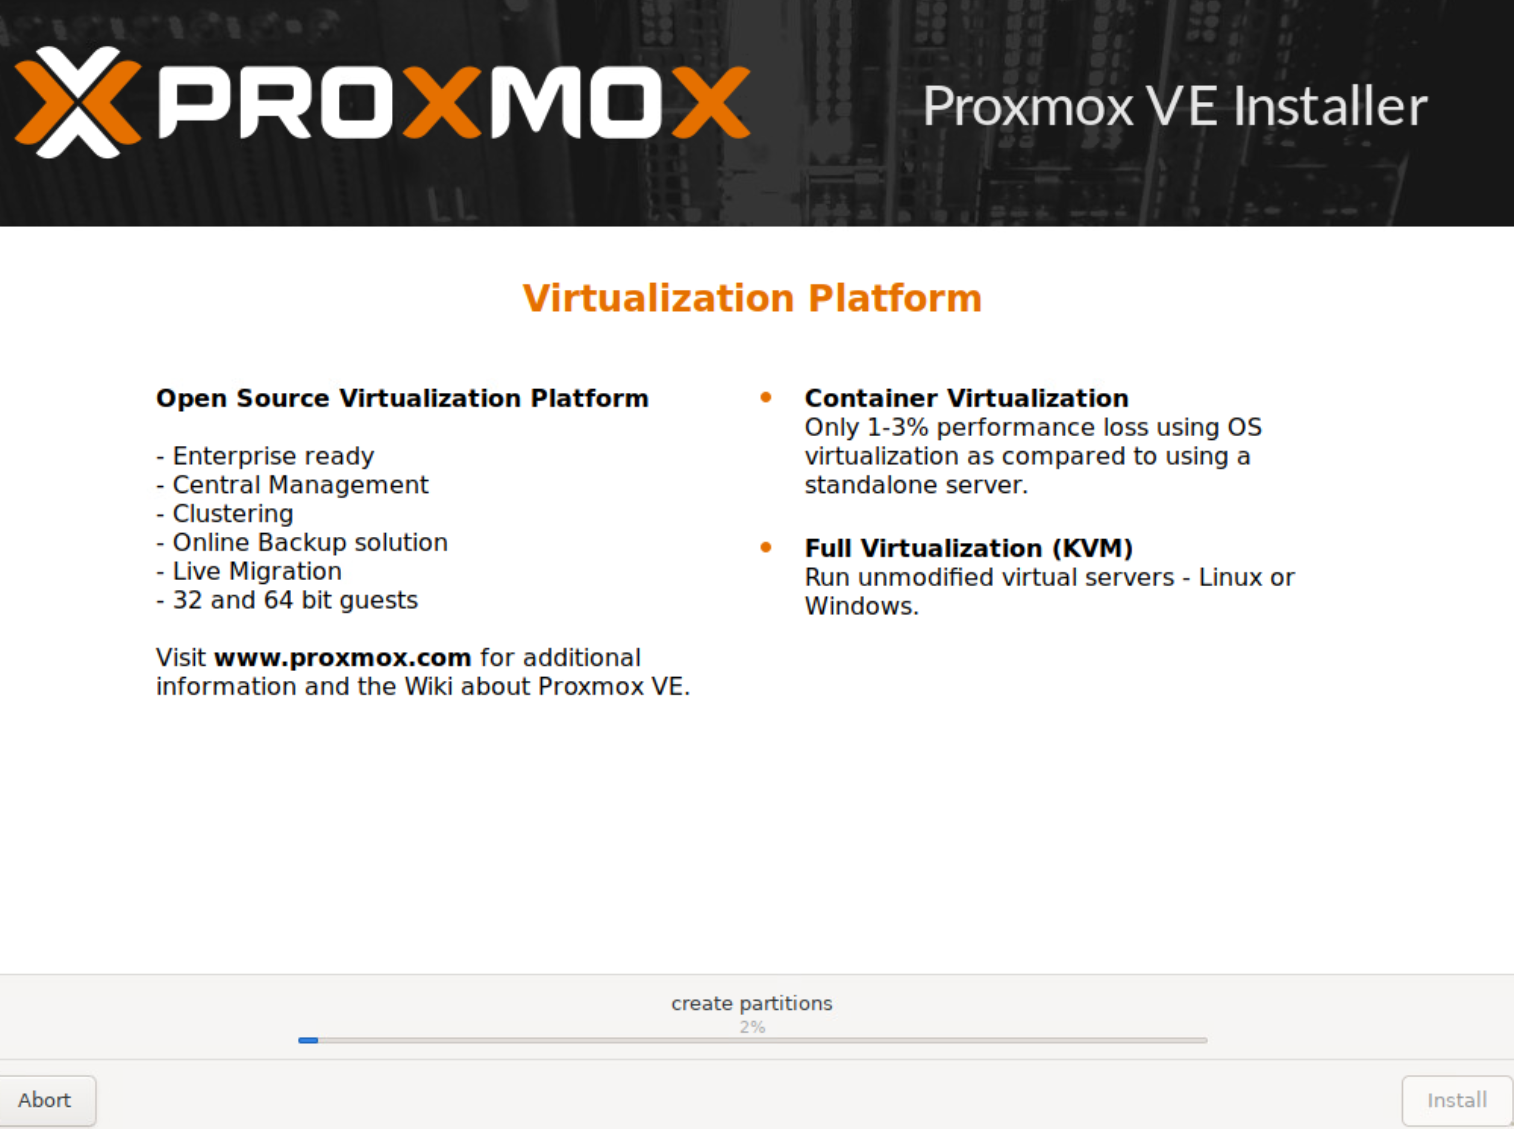 PROXMOX
Proxmox VE Installer
Virtualization Platform
Open Source Virtualization Platform
- Enterprise ready
- Central Management
- Clustering
- Online Backup solution
- Live Migration
- 32 and 64 bit guests
Visit www.proxmox.com for additional
information and the Wiki about Proxmox VE.
Container Virtualization
Only 1-3% performance loss using OS
virtualization as compared to using a
standalone server.
Full Virtualization (KVM)
Run unmodified virtual servers - Linux or
Windows.
create partitions
2%
Abort
Install